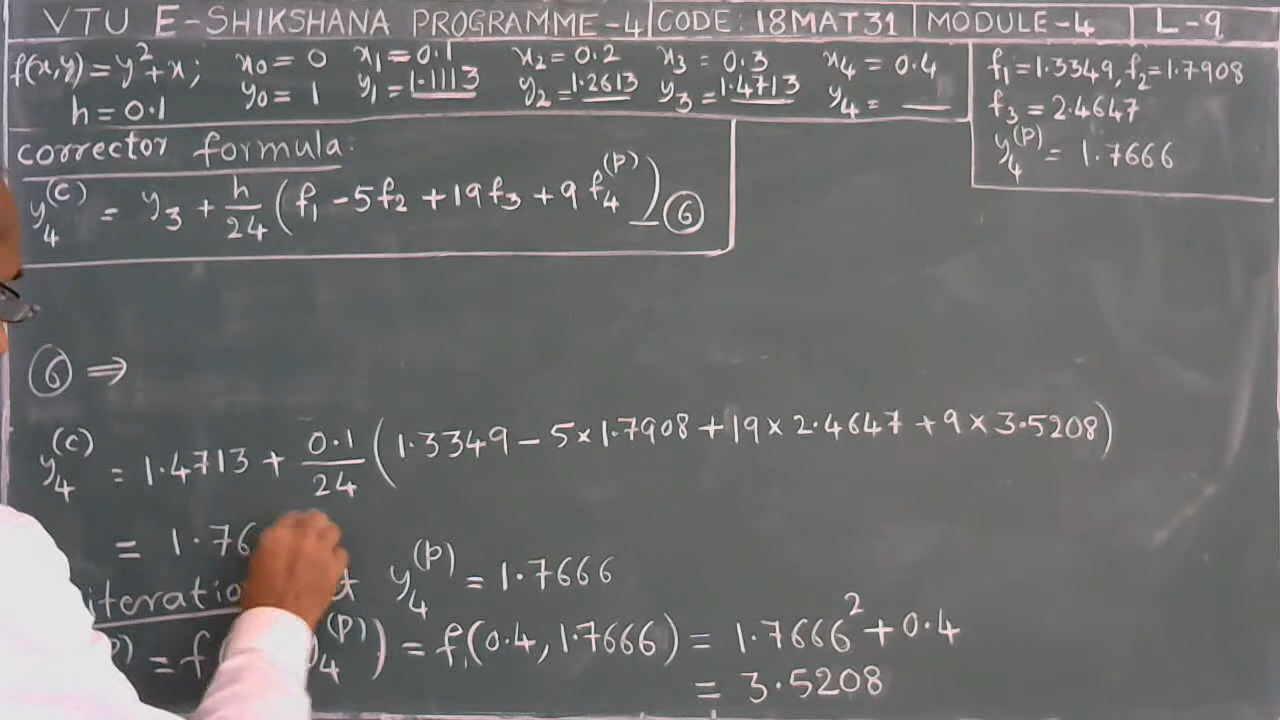 VTU E-SHIKSHANA PROGRAMME-4 | CODE: 18MAT31 | MODULE-4 | L-9
f(x,y) = y² + x; x0 = 0 x1 = 0.1 x2 = 0.2 x3 = 0.3 x4 = 0.4
h = 0.1 y0 = 1 y1 = 1.1113 y2 = 1.2613 y3 = 1.4713 y4 = __
f1 = 1.3349, f2 = 1.7908
f3 = 2.4647
y4^(P) = 1.7666
corrector formula:
y4^(C) = y3 + h/24 (f1 - 5f2 + 19f3 + 9f4^(P)) — ⑥
⑥ ⇒
y4^(C) = 1.4713 + 0.1/24 (1.3349 - 5×1.7908 + 19×2.4647 + 9×3.5208)
= 1.76
iteratio y4^(P) = 1.7666
= f( 4^(P)) = f(0.4, 1.7666) = 1.7666² + 0.4
= 3.5208